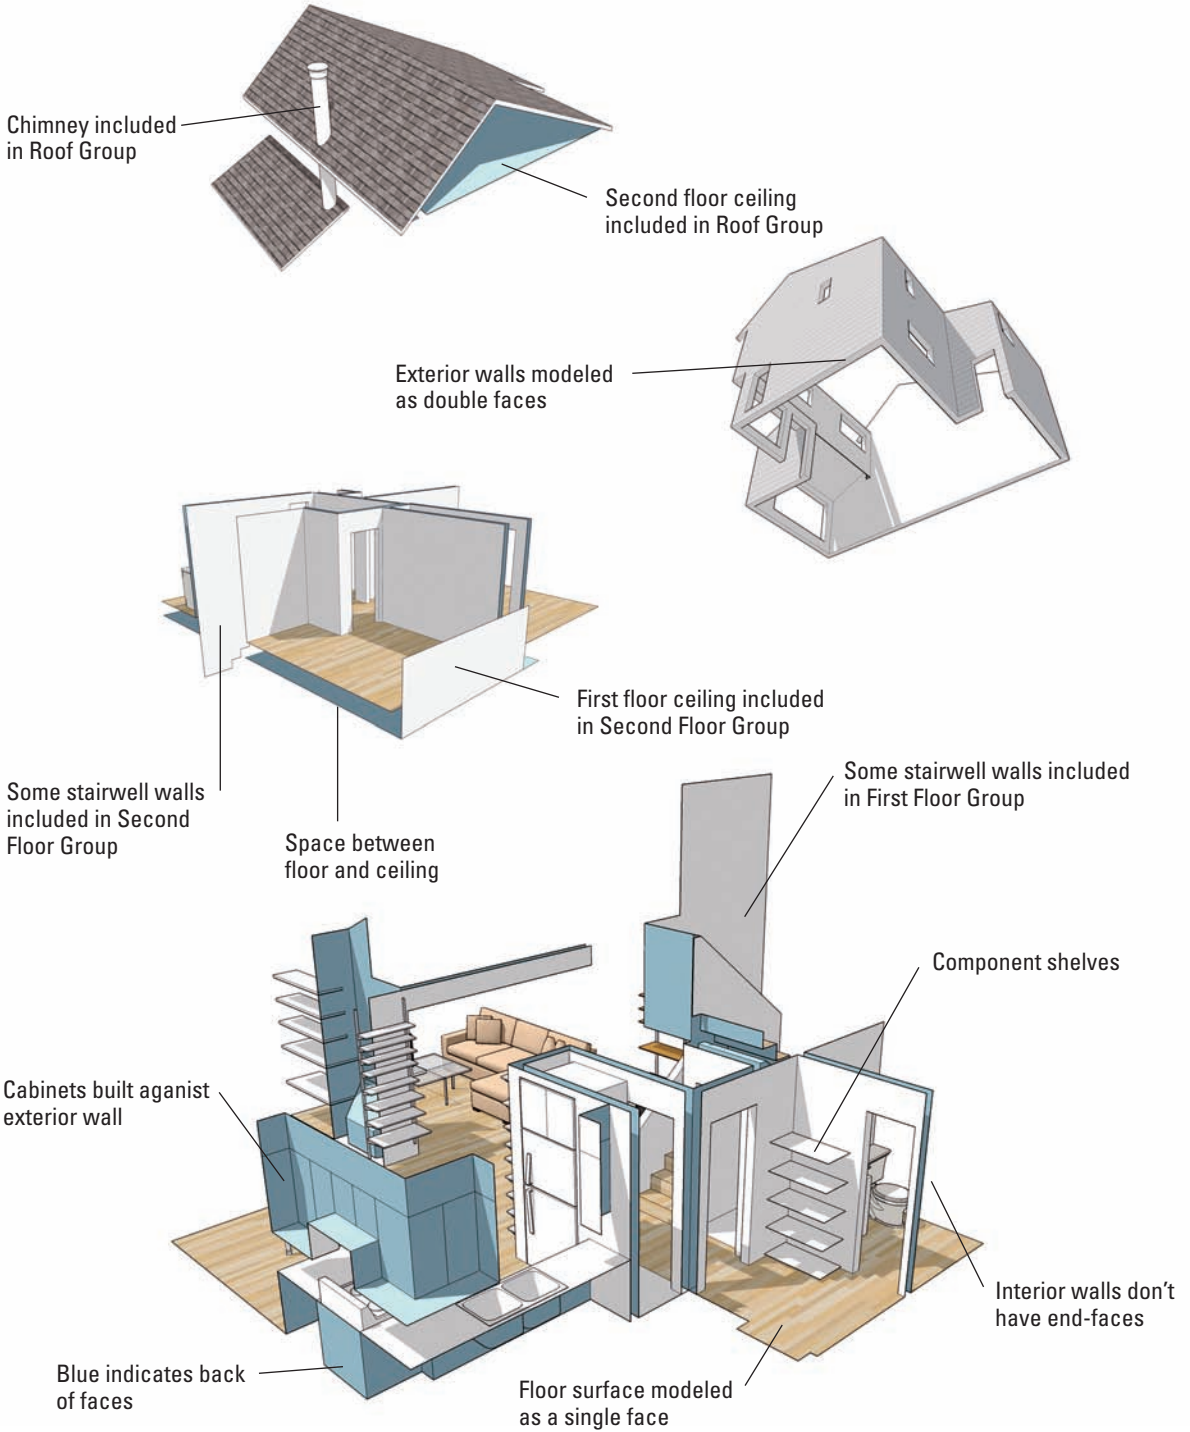 Chimney included
in Roof Group
Second floor ceiling
included in Roof Group
Exterior walls modeled
as double faces
First floor ceiling included
in Second Floor Group
Some stairwell walls
included in Second
Floor Group
Space between
floor and ceiling
Some stairwell walls included
in First Floor Group
Component shelves
Cabinets built aganist
exterior wall
Interior walls don’t
have end-faces
Blue indicates back
of faces
Floor surface modeled
as a single face